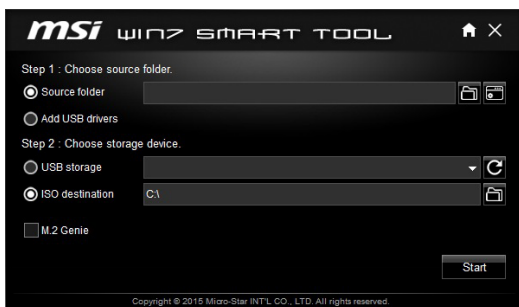 msi WIN7 SMART TOOL
Step 1 : Choose source folder.
Source folder
Add USB drivers
Step 2 : Choose storage device.
USB storage
ISO destination C:\
M.2 Genie
Start
Copyright © 2015 Micro-Star INT'L CO., LTD. All rights reserved.